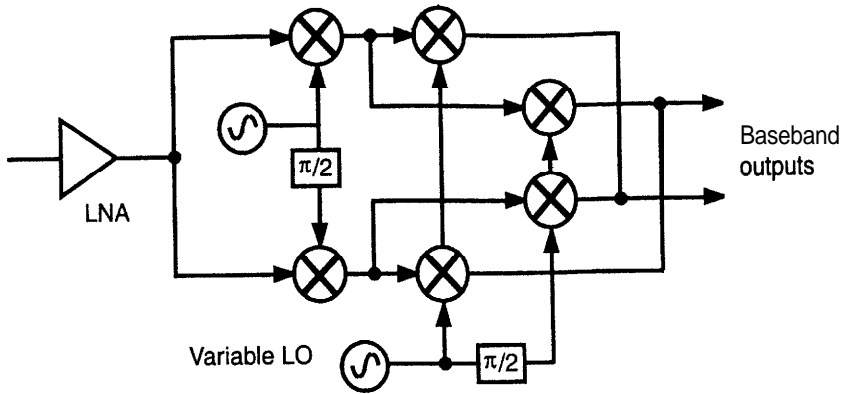 π/2
Baseband
outputs
LNA
Variable LO
π/2